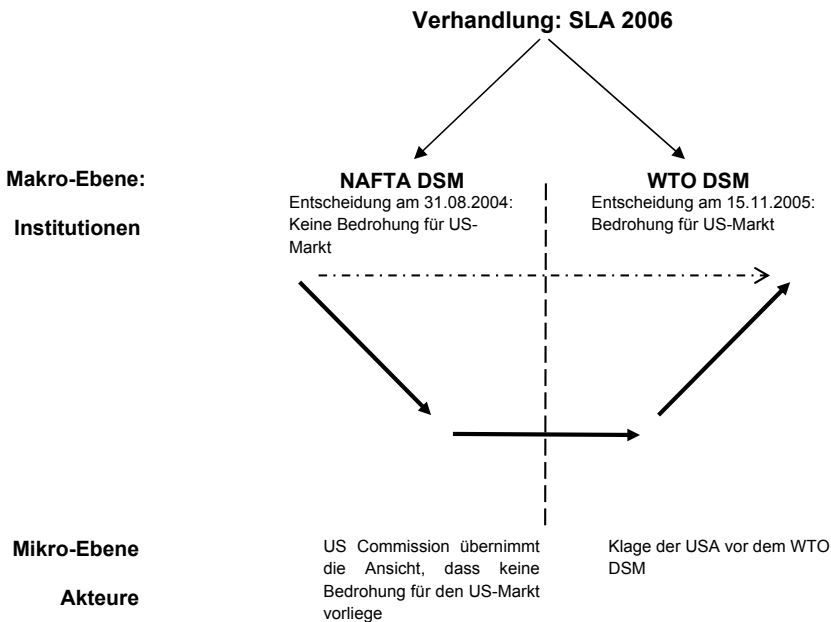 Verhandlung: SLA 2006
Makro-Ebene:
Institutionen
NAFTA DSM
Entscheidung am 31.08.2004:
Keine Bedrohung für US-
Markt
WTO DSM
Entscheidung am 15.11.2005:
Bedrohung für US-Markt
Mikro-Ebene
Akteure
US Commission übernimmt
die Ansicht, dass keine
Bedrohung für den US-Markt
vorliege
Klage der USA vor dem WTO
DSM